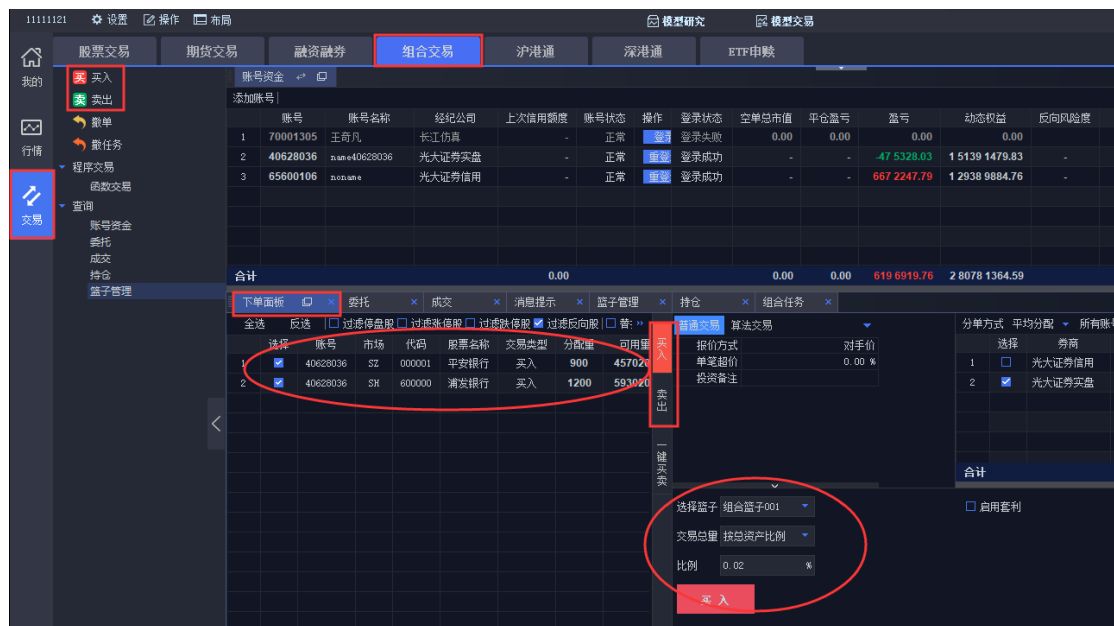 11111121 设置 操作 布局 模型研究 模型交易
股票交易 期货交易 融资融券 组合交易 沪港通 深港通 ETF申赎
我的
行情
交易
买 买入
卖 卖出
撤单
撤任务
程序交易
函数交易
查询
账号资金
委托
成交
持仓
篮子管理
账号资金
添加账号
账号 账号名称 经纪公司 上次信用额度 账号状态 操作 登录状态 空单总市值 平仓盈亏 盈亏 动态权益 反向风险度
1 70001305 王奇凡 长江仿真 - 正常 登录 登录失败 0.00 0.00 0.00 0.00
2 40628036 name40628036 光大证券实盘 - 正常 重登 登录成功 - - -47 5328.03 1 5139 1479.83 -
3 65600106 noname 光大证券信用 - 正常 重登 登录成功 - - 667 2247.79 1 2938 9884.76 -
合计 0.00 0.00 0.00 619 6919.76 2 8078 1364.59
下单面板 × 委托 × 成交 × 消息提示 × 篮子管理 × 持仓 × 组合任务 ×
全选 反选 过滤停盘股 过滤涨停股 过滤跌停股 过滤反向股 替:
选择 账号 市场 代码 股票名称 交易类型 分配量 可用量
1 40628036 SZ 000001 平安银行 买入 900 457020
2 40628036 SH 600000 浦发银行 买入 1200 593020
买入
卖出
一键买卖
普通交易 算法交易
报价方式 对手价
单笔超价 0.00 %
投资备注
选择篮子 组合篮子001
交易总量 按总资产比例
比例 0.02 %
买入
分单方式 平均分配 所有账
选择 券商
1 光大证券信用
2 光大证券实盘
合计
启用套利